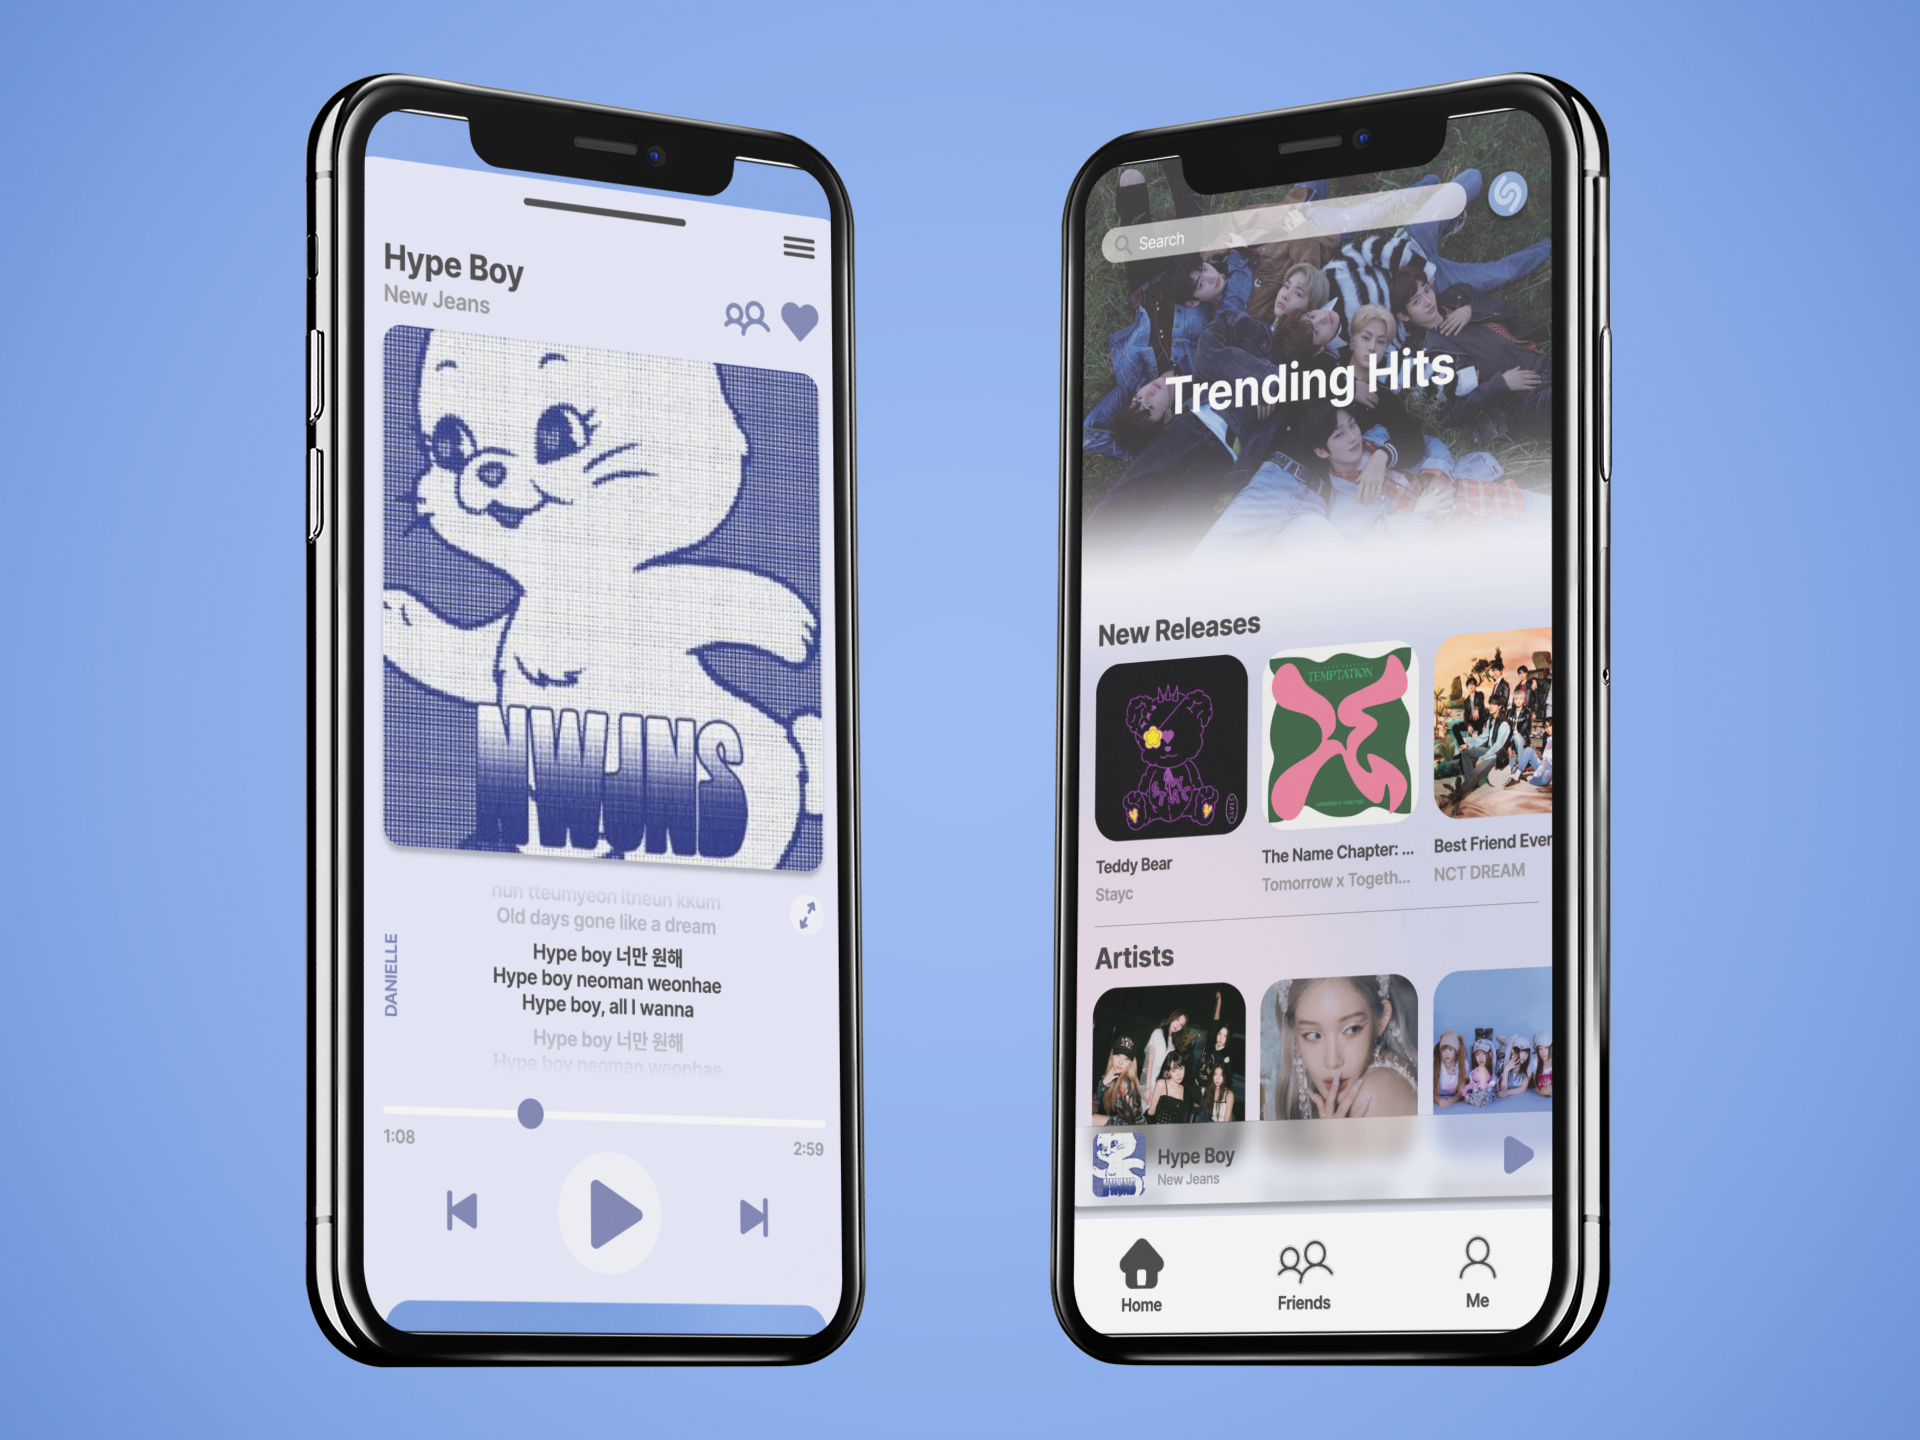 Hype Boy
New Jeans
NWJNS
nun tteumyeon itneun kkum
Old days gone like a dream
DANIELLE
Hype boy 너만 원해
Hype boy neoman weonhae
Hype boy, all I wanna
Hype boy 너만 원해
Hype boy neoman weonhae
1:08
2:59
Search
Trending Hits
New Releases
TEMPTATION
Teddy Bear
Stayc
The Name Chapter: ...
Tomorrow x Togeth...
Best Friend Ever
NCT DREAM
Artists
NWJNS
Hype Boy
New Jeans
Home
Friends
Me